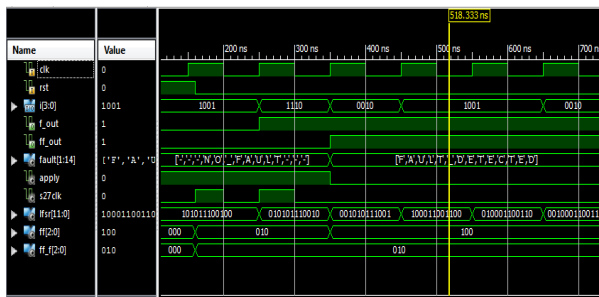 518.333 ns
Name Value 200 ns 300 ns 400 ns 500 ns 600 ns 700
clk 0
rst 0
i[3:0] 1001 1001 1110 0010 1001 0010
f_out 1
ff_out 1
fault[1:14] ['F','A','U [-,-,-,N,O,_,F,A,U,L,T,-,-,-] [F,A,U,L,T,_,D,E,T,E,C,T,E,D]
apply 0
s27clk 0
lfsr[11:0] 10001100110 101011100100 010101110010 001010111001 100011001100 010001100110 001000110011
ff[2:0] 100 000 010 100
ff_f[2:0] 010 000 010